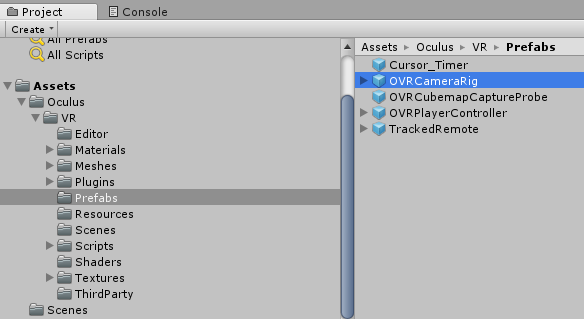 Project
Console
Create
All Prefabs
All Scripts
Assets
Oculus
VR
Editor
Materials
Meshes
Plugins
Prefabs
Resources
Scenes
Scripts
Shaders
Textures
ThirdParty
Scenes
Assets Oculus VR Prefabs
Cursor_Timer
OVRCameraRig
OVRCubemapCaptureProbe
OVRPlayerController
TrackedRemote